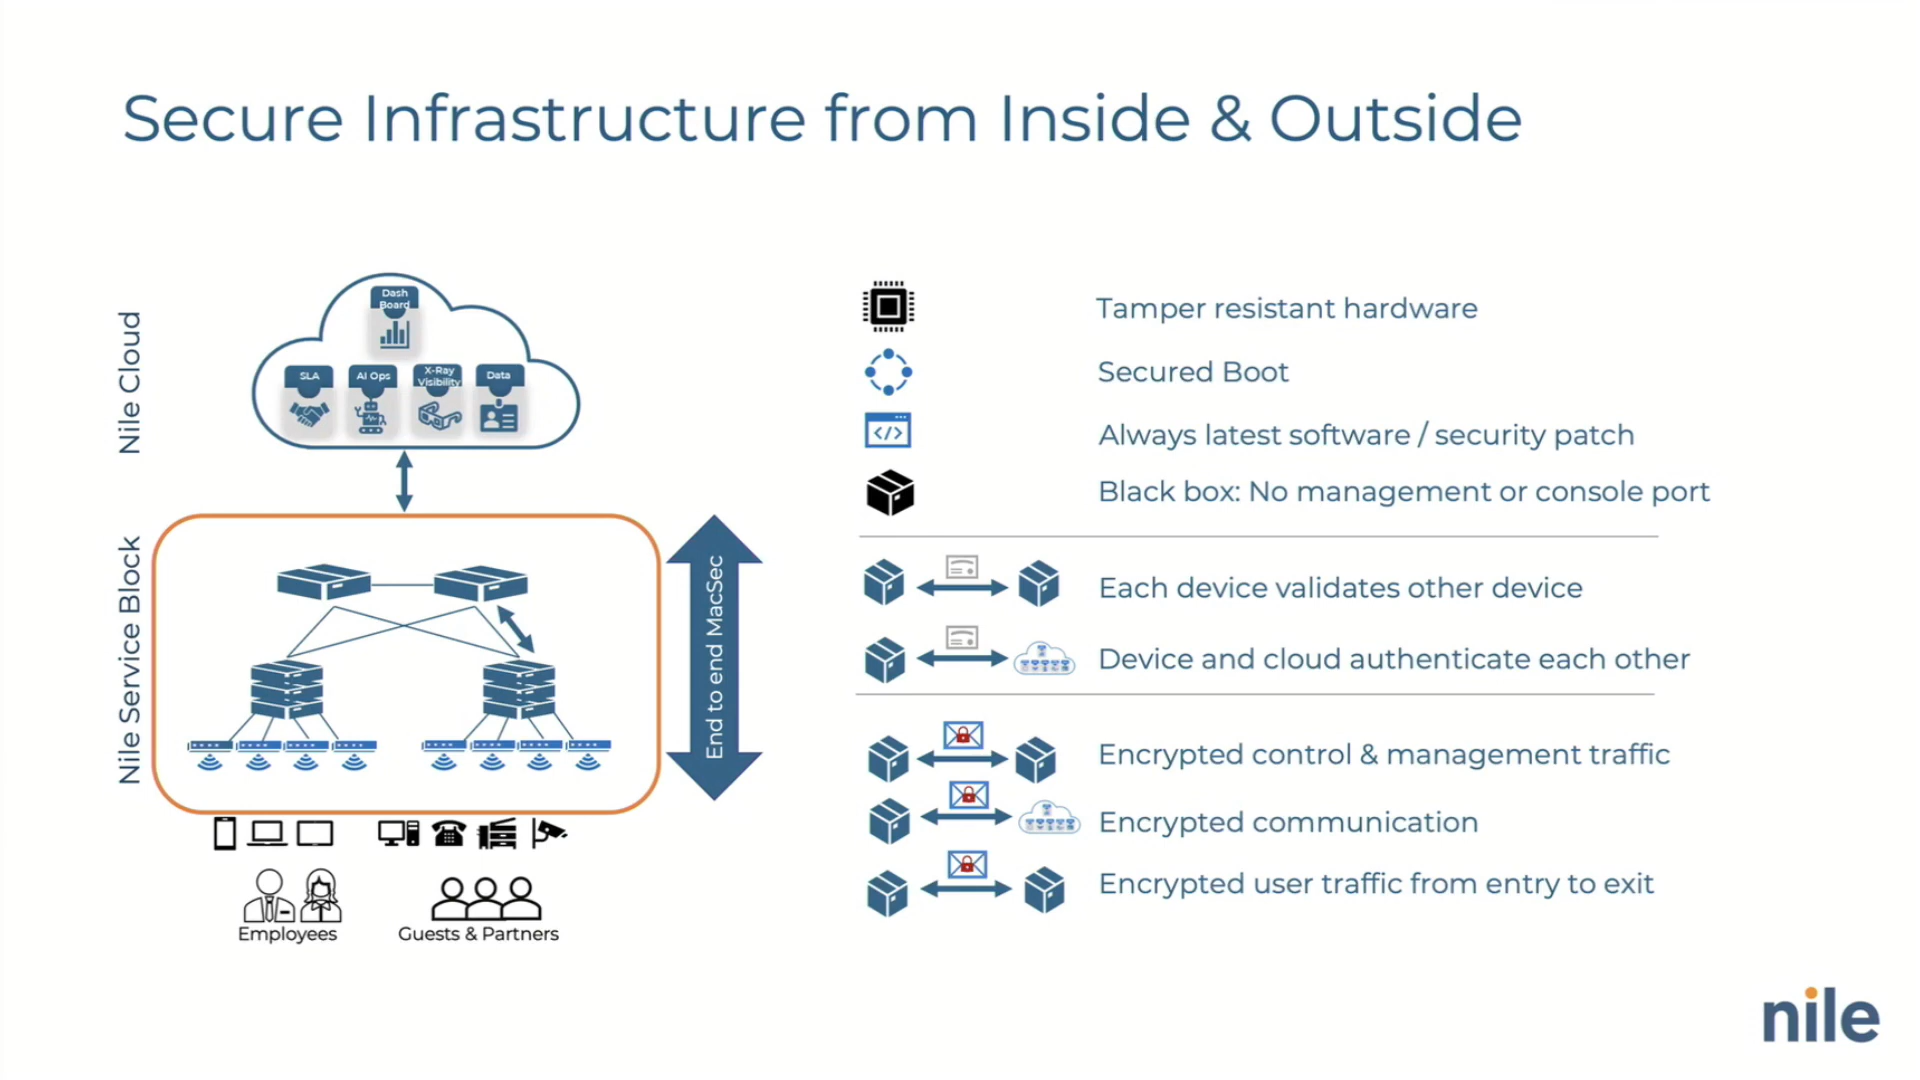 Secure Infrastructure from Inside & Outside
Nile Cloud
Dash
Board
SLA
AI Ops
X-Ray
Visibility
Data
Nile Service Block
End to end MacSec
Employees
Guests & Partners
Tamper resistant hardware
Secured Boot
</>
Always latest software / security patch
Black box: No management or console port
Each device validates other device
Device and cloud authenticate each other
Encrypted control & management traffic
Encrypted communication
Encrypted user traffic from entry to exit
nile